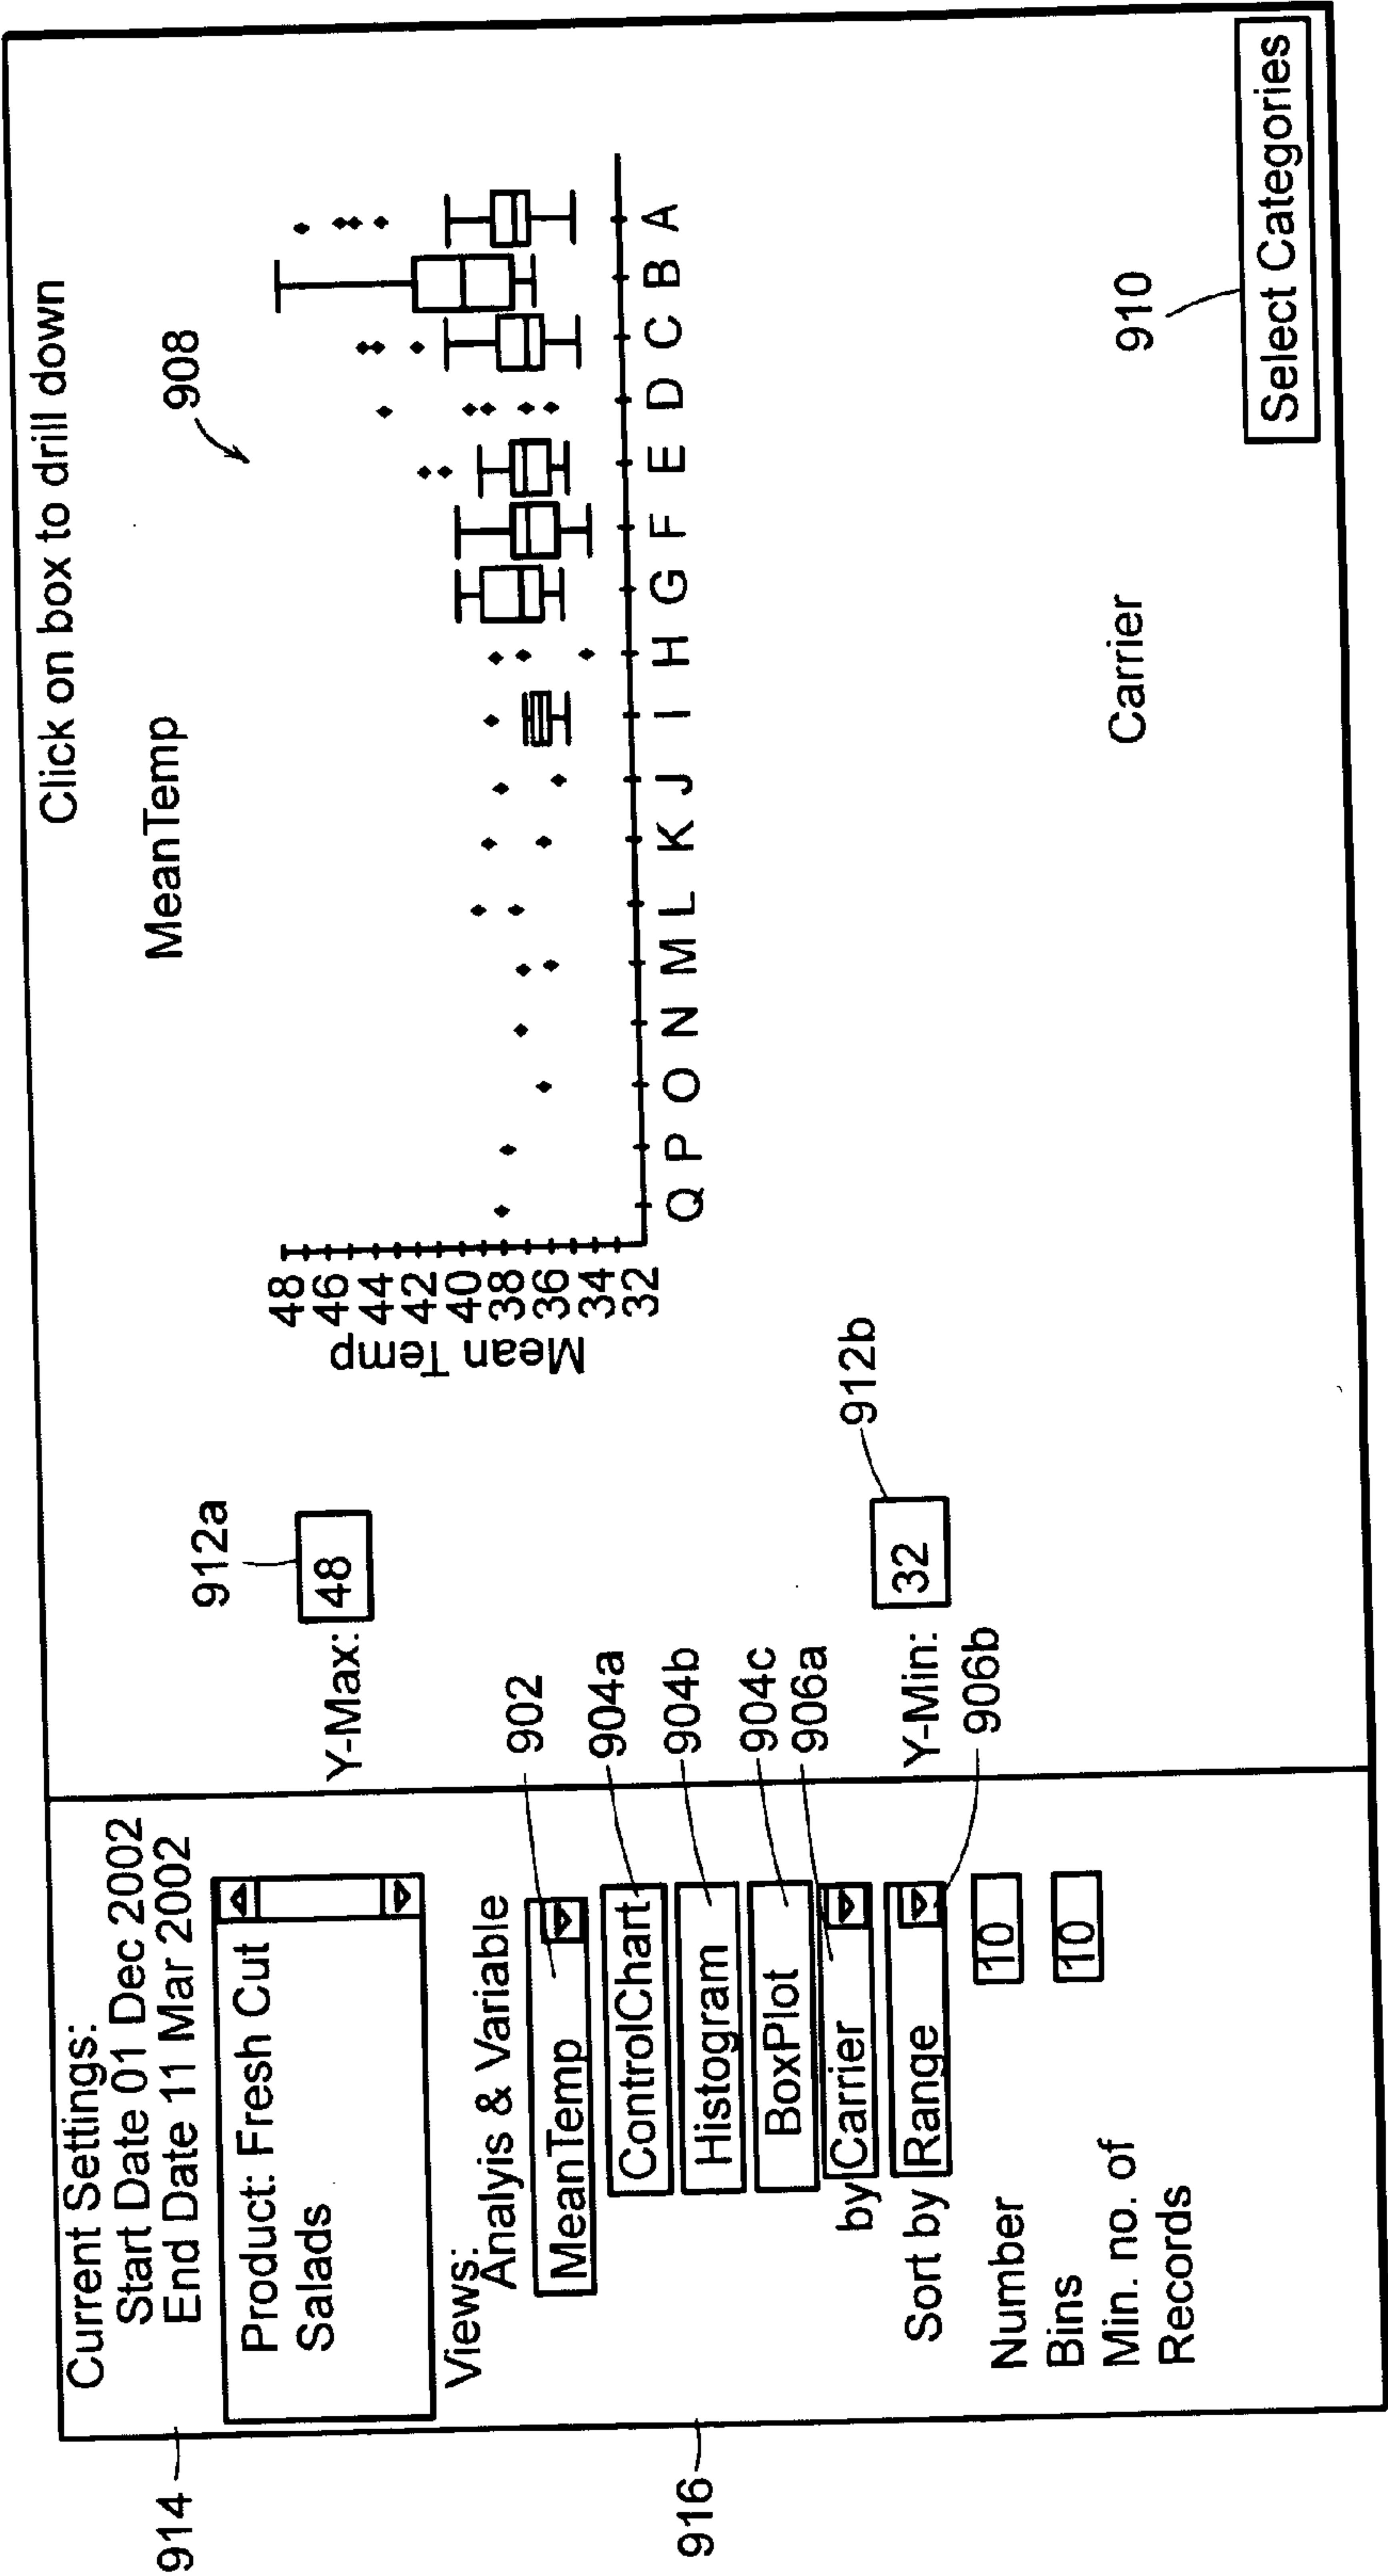 914
Current Settings:
Start Date 01 Dec 2002
End Date 11 Mar 2002
Product: Fresh Cut
Salads
916
Views:
Analyis & Variable
MeanTemp
902
ControlChart
904a
Histogram
904b
BoxPlot
904c
by Carrier
906a
Sort by Range
906b
Number 10
Bins 10
Min. no. of
Records
Click on box to drill down
MeanTemp
908
912a
Y-Max: 48
912b
Y-Min: 32
Mean Temp
48
46
44
42
40
38
36
34
32
Q P O N M L K J I H G F E D C B A
Carrier
910
Select Categories